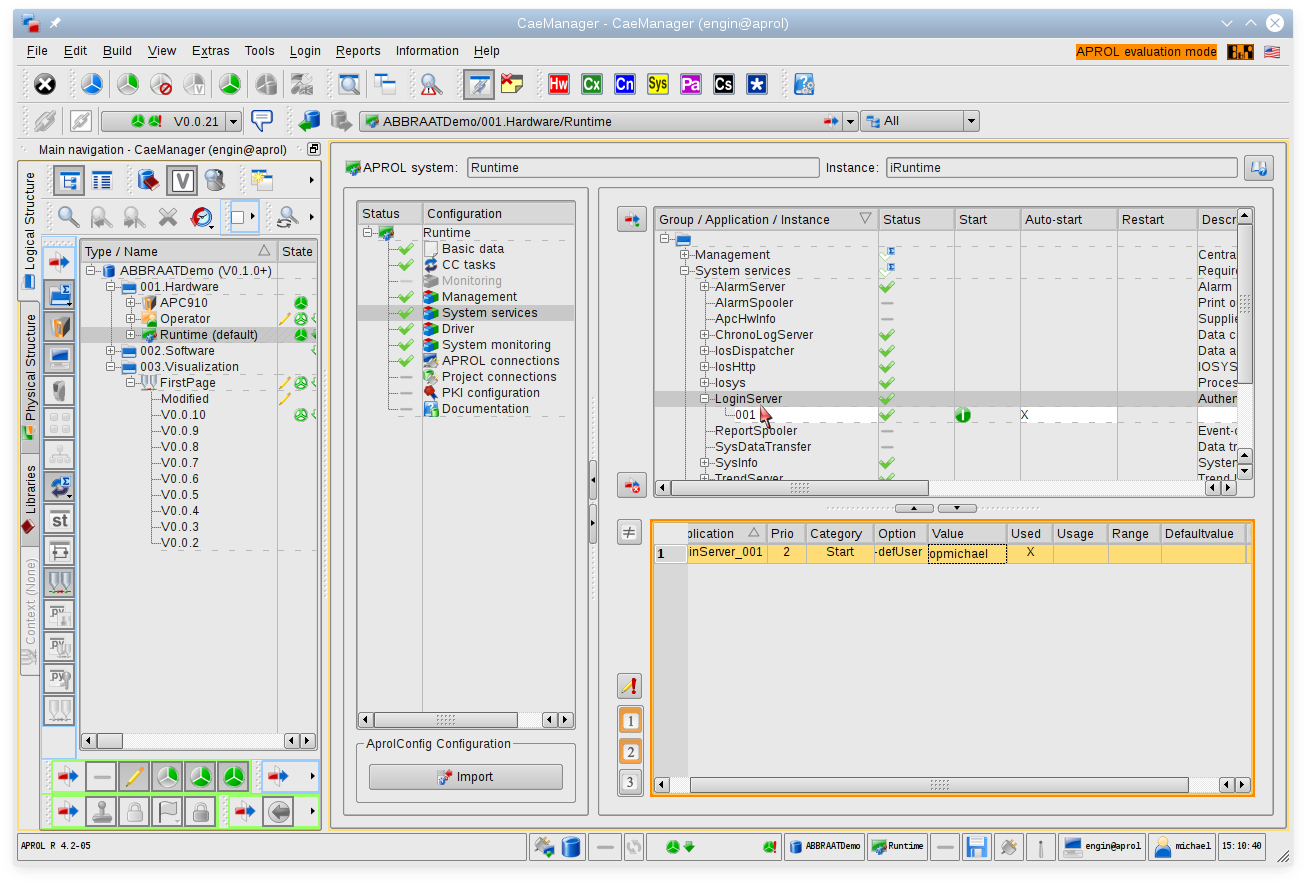 CaeManager - CaeManager (engin@aprol)
File Edit Build View Extras Tools Login Reports Information Help
APROL evaluation mode
Hw Cx Cn Sys Pa Cs
V0.0.21
ABBRAATDemo/001.Hardware/Runtime
All
Main navigation - CaeManager (engin@aprol)
Logical Structure
Physical Structure
Libraries
Context (None)
Type / Name State
ABBRAATDemo (V0.1.0+)
001.Hardware
APC910
Operator
Runtime (default)
002.Software
003.Visualization
FirstPage
Modified
V0.0.10
V0.0.9
V0.0.8
V0.0.7
V0.0.6
V0.0.5
V0.0.4
V0.0.3
V0.0.2
st
py
py
py
APROL system: Runtime Instance: iRuntime
Status Configuration
Runtime
Basic data
CC tasks
Monitoring
Management
System services
Driver
System monitoring
APROL connections
Project connections
PKI configuration
Documentation
AprolConfig Configuration
Import
Group / Application / Instance Status Start Auto-start Restart Descr
Management Centra
System services Require
AlarmServer Alarm
AlarmSpooler Print o
ApcHwInfo Supplie
ChronoLogServer Data c
IosDispatcher Data a
IosHttp IOSYS
Iosys Proces
LoginServer Auther
001 X
ReportSpooler Event-c
SysDataTransfer Data tr
SysInfo System
TrendServer Trend
plication Prio Category Option Value Used Usage Range Defaultvalue
1 inServer_001 2 Start -defUser opmichael X
1
2
3
APROL R 4.2-05
ABBRAATDemo
Runtime
engin@aprol
michael
15:10:40